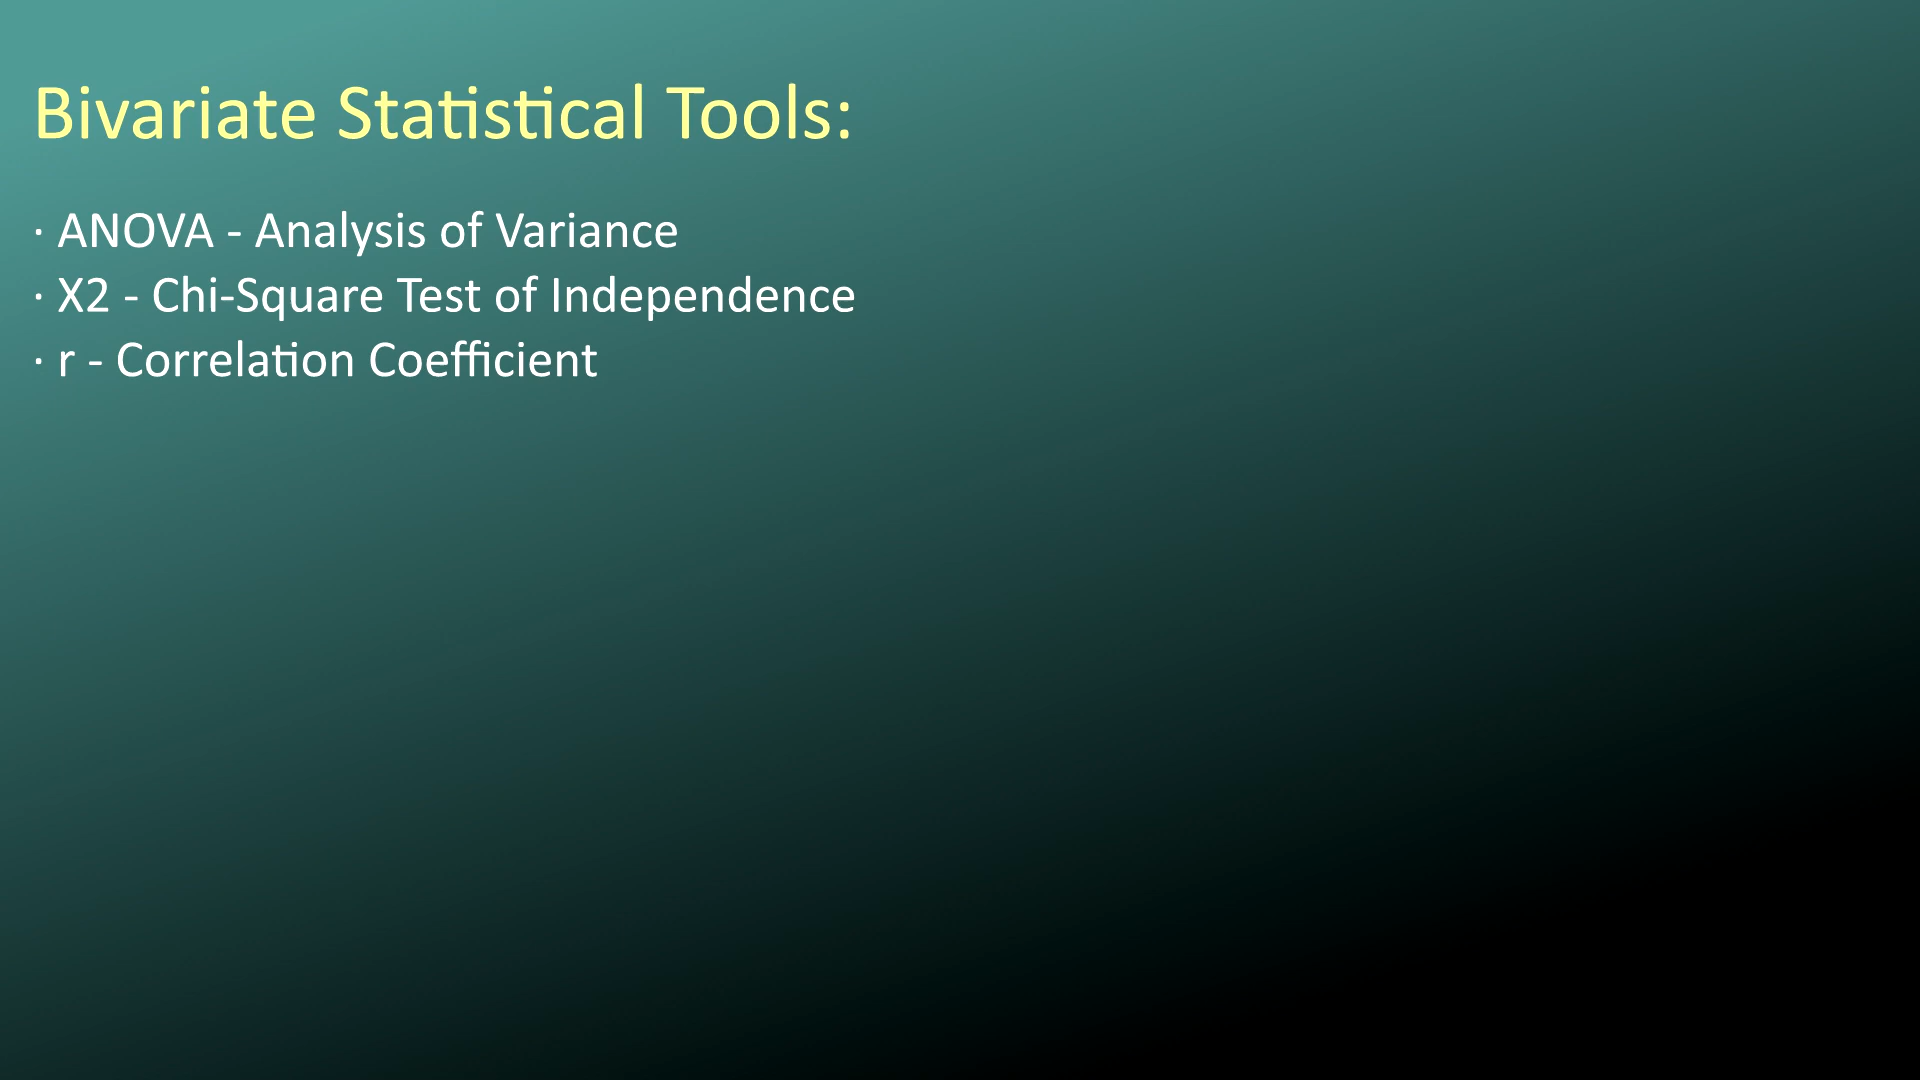 Bivariate Statistical Tools:
· ANOVA - Analysis of Variance
· X2 - Chi-Square Test of Independence
· r - Correlation Coefficient